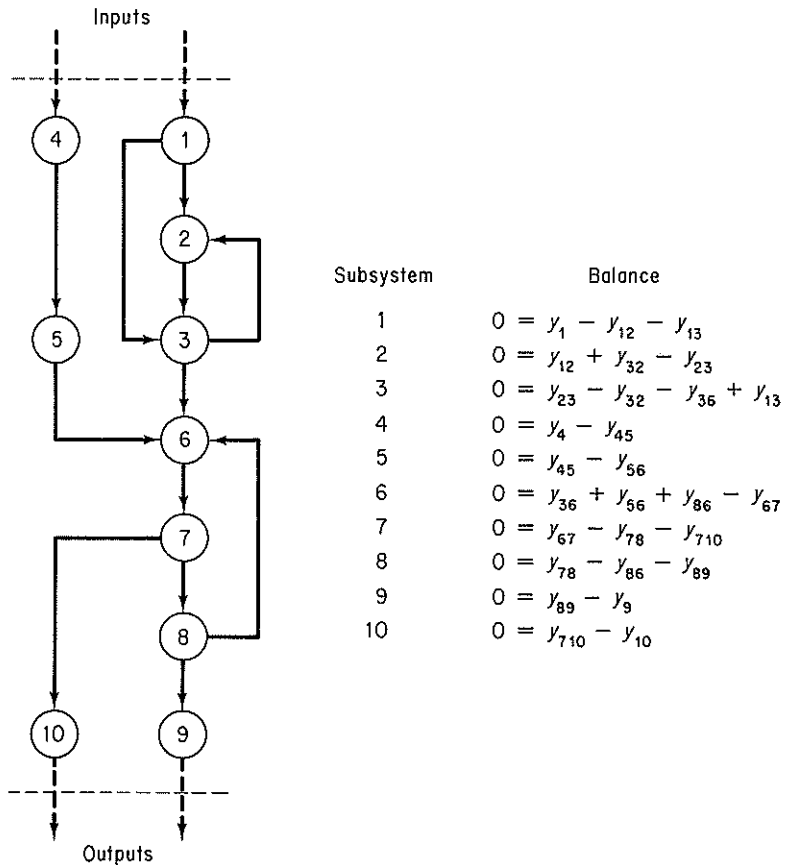 Inputs
4
1
2
5
3
6
7
8
10
9
Outputs
Subsystem Balance
1 0 = y₁ − y₁₂ − y₁₃
2 0 = y₁₂ + y₃₂ − y₂₃
3 0 = y₂₃ − y₃₂ − y₃₆ + y₁₃
4 0 = y₄ − y₄₅
5 0 = y₄₅ − y₅₆
6 0 = y₃₆ + y₅₆ + y₈₆ − y₆₇
7 0 = y₆₇ − y₇₈ − y₇₁₀
8 0 = y₇₈ − y₈₆ − y₈₉
9 0 = y₈₉ − y₉
10 0 = y₇₁₀ − y₁₀